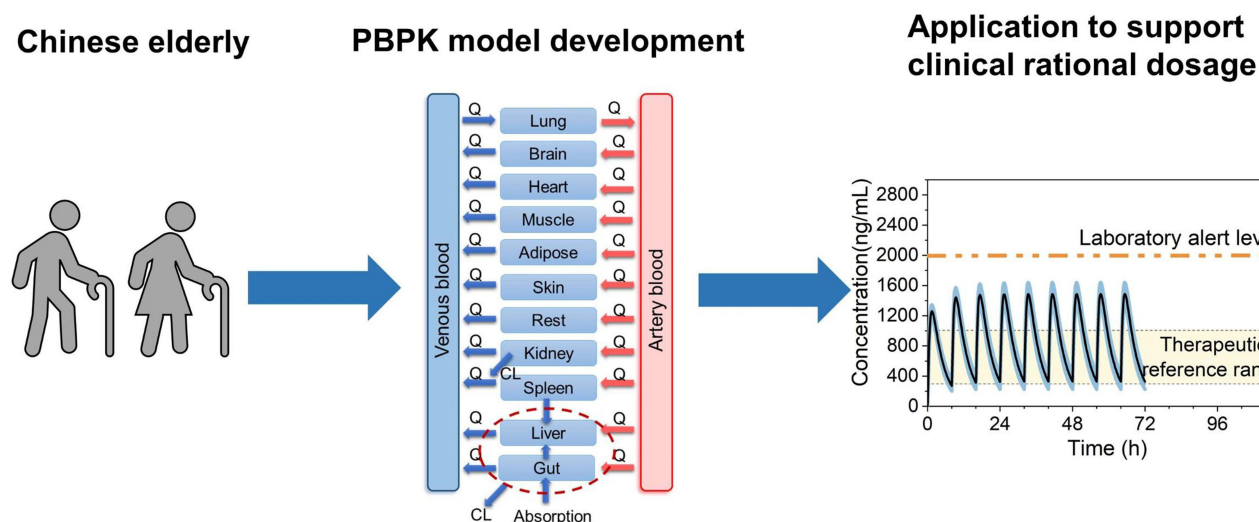 Chinese elderly
PBPK model development
Application to support
clinical rational dosage
Venous blood
Artery blood
Q
Lung
Q
Q
Brain
Q
Q
Heart
Q
Q
Muscle
Q
Q
Adipose
Q
Q
Skin
Q
Q
Rest
Q
Q
Kidney
Q
CL
Q
Spleen
Q
Q
Liver
Q
Q
Gut
Q
CL
Absorption
Concentration(ng/mL)
2800
2400
2000
1600
1200
800
400
0
Laboratory alert lev
Therapeutic
reference ran
0
24
48
72
96
Time (h)